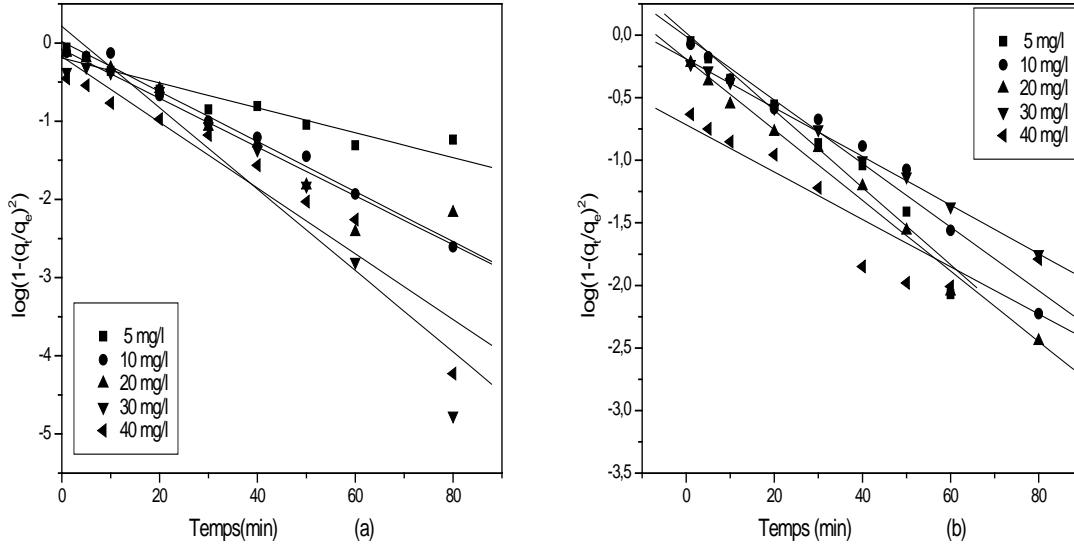 0
-1
-2
-3
-4
-5
log(1-(qt/qe)²)
5 mg/l
10 mg/l
20 mg/l
30 mg/l
40 mg/l
0 20 40 60 80
Temps(min) (a)
0,0
-0,5
-1,0
-1,5
-2,0
-2,5
-3,0
-3,5
log(1-(qt/qe)²)
5 mg/l
10 mg/l
20 mg/l
30 mg/l
40 mg/l
0 20 40 60 80
Temps (min) (b)